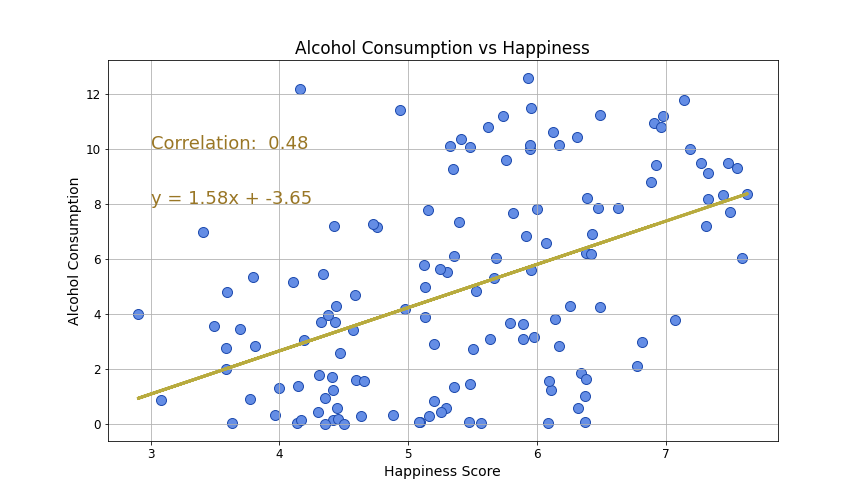 Alcohol Consumption vs Happiness
12
10
8
6
4
2
0
Alcohol Consumption
Correlation:  0.48
y = 1.58x + -3.65
3 4 5 6 7
Happiness Score